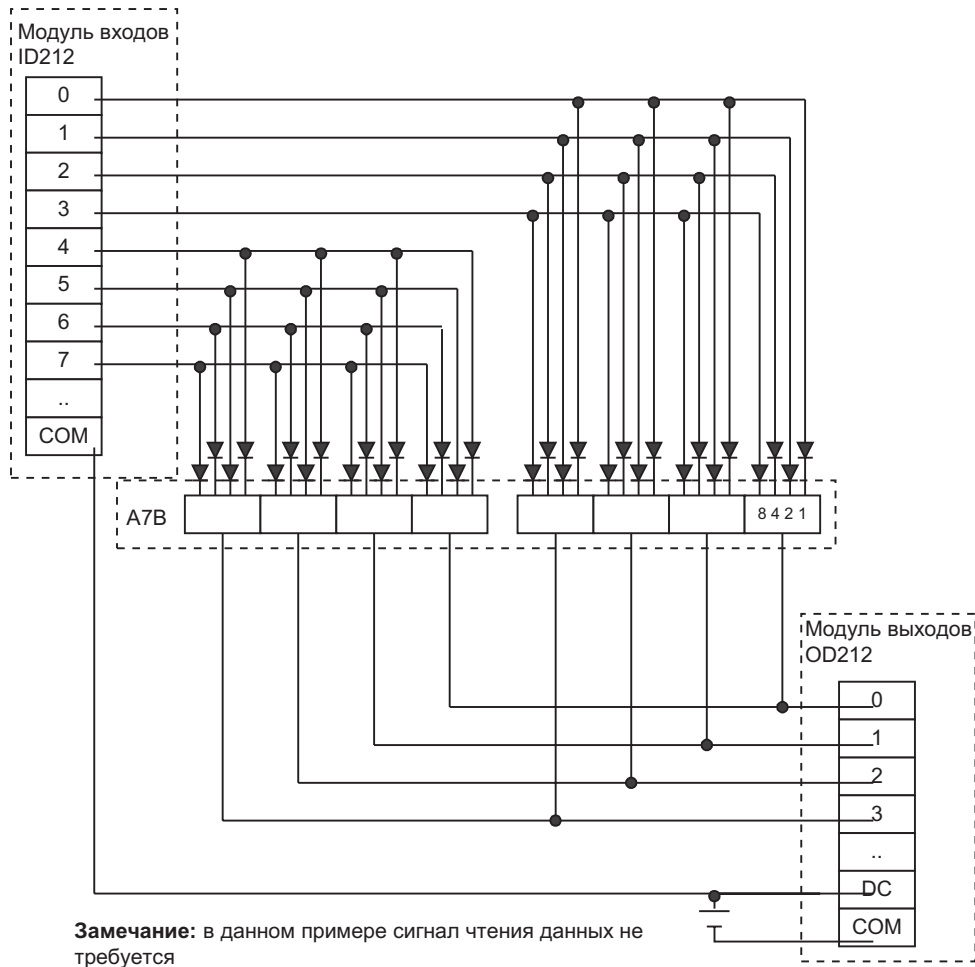 Модуль входов
ID212
0
1
2
3
4
5
6
7
..
COM
A7B
8 4 2 1
Модуль выходов
OD212
0
1
2
3
..
DC
COM
Замечание: в данном примере сигнал чтения данных не
требуется